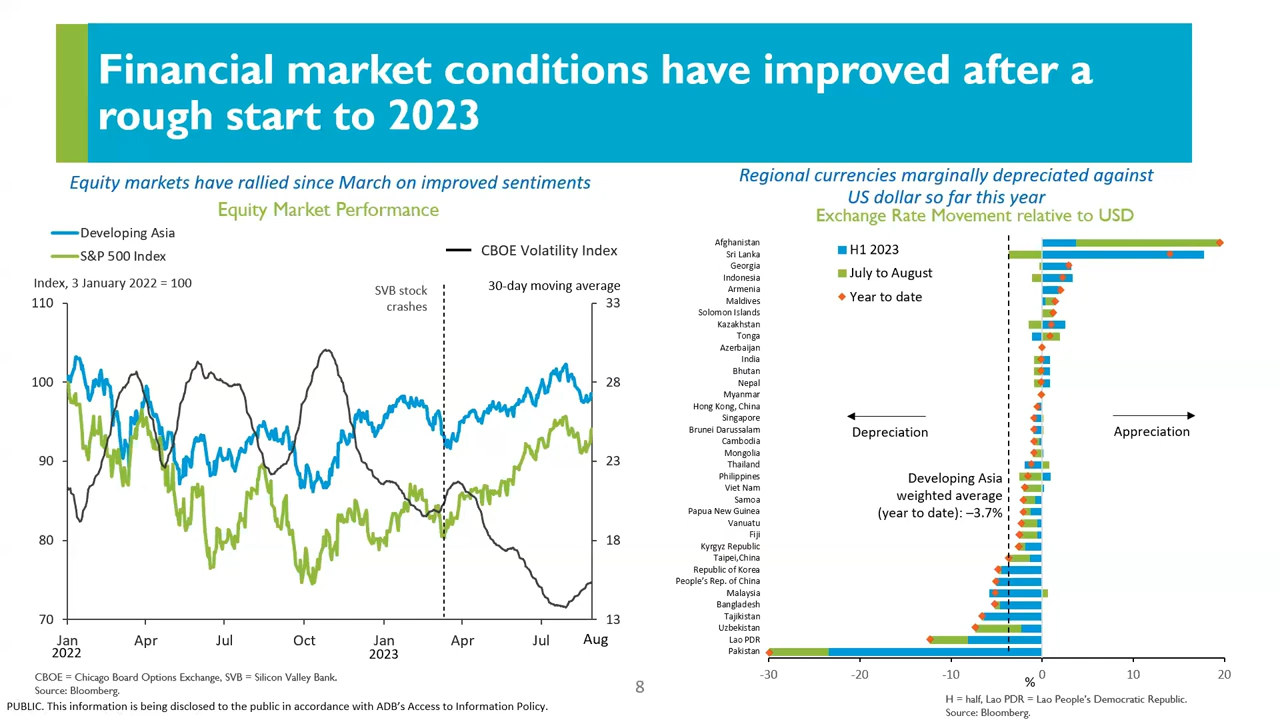 Financial market conditions have improved after a
rough start to 2023
Equity markets have rallied since March on improved sentiments
Equity Market Performance
Developing Asia
S&P 500 Index
CBOE Volatility Index
Index, 3 January 2022 = 100
SVB stock
crashes
30-day moving average
110
100
90
80
70
33
28
23
18
13
Jan
2022
Apr
Jul
Oct
Jan
2023
Apr
Jul
Aug
CBOE = Chicago Board Options Exchange, SVB = Silicon Valley Bank.
Source: Bloomberg.
Regional currencies marginally depreciated against
US dollar so far this year
Exchange Rate Movement relative to USD
H1 2023
July to August
Year to date
Afghanistan
Sri Lanka
Georgia
Indonesia
Armenia
Maldives
Solomon Islands
Kazakhstan
Tonga
Azerbaijan
India
Bhutan
Nepal
Myanmar
Hong Kong, China
Singapore
Brunei Darussalam
Cambodia
Mongolia
Thailand
Philippines
Viet Nam
Samoa
Papua New Guinea
Vanuatu
Fiji
Kyrgyz Republic
Taipei,China
Republic of Korea
People's Rep. of China
Malaysia
Bangladesh
Tajikistan
Uzbekistan
Lao PDR
Pakistan
Depreciation
Appreciation
Developing Asia
weighted average
(year to date): –3.7%
-30
-20
-10
0
10
20
%
H = half, Lao PDR = Lao People's Democratic Republic.
Source: Bloomberg.
8
PUBLIC. This information is being disclosed to the public in accordance with ADB's Access to Information Policy.